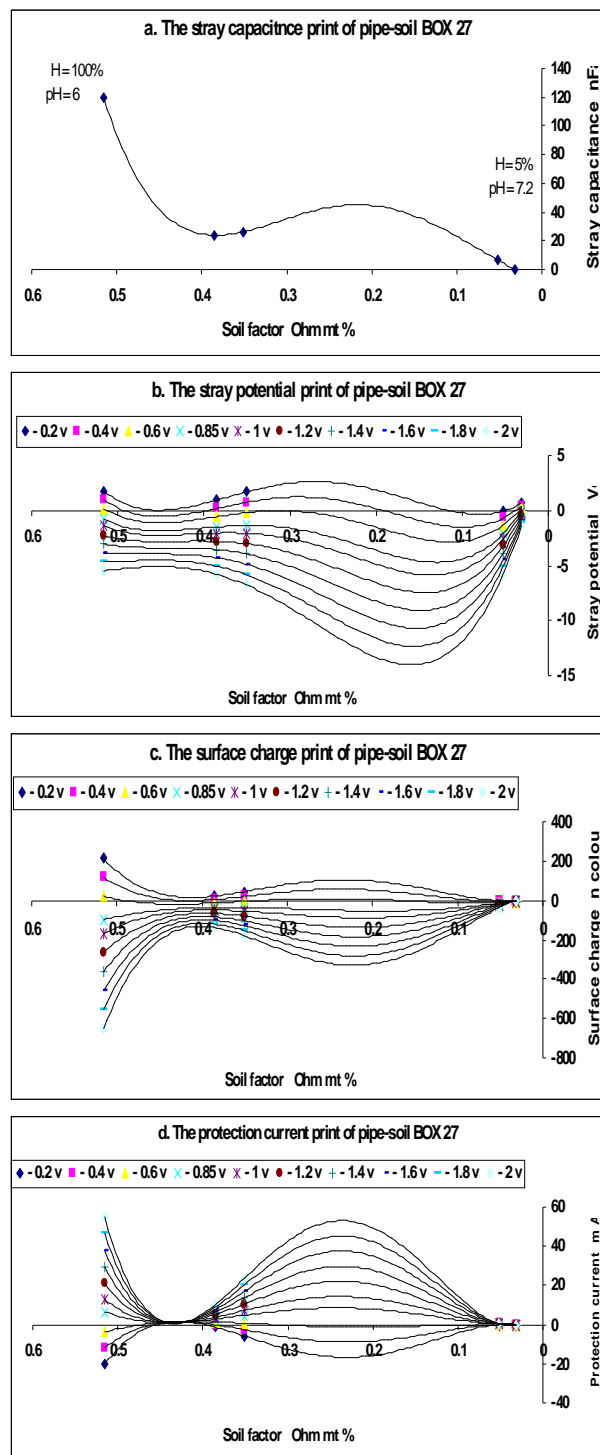 a. The stray capacitnce print of pipe-soil BOX 27
H=100%
pH=6
H=5%
pH=7.2
140
120
100
80
60
40
20
0
Stray capacitance nF
0.6 0.5 0.4 0.3 0.2 0.1 0
Soil factor Ohm mt %
b. The stray potential print of pipe-soil BOX 27
- 0.2 v - 0.4 v - 0.6 v - 0.85 v - 1 v - 1.2 v - 1.4 v - 1.6 v - 1.8 v - 2 v
5
0
-5
-10
-15
Stray potential V
0.6 0.5 0.4 0.3 0.2 0.1 0
Soil factor Ohm mt %
c. The surface charge print of pipe-soil BOX 27
- 0.2 v - 0.4 v - 0.6 v - 0.85 v - 1 v - 1.2 v - 1.4 v - 1.6 v - 1.8 v - 2 v
400
200
0
-200
-400
-600
-800
Surface charge n colou
0.6 0.5 0.4 0.3 0.2 0.1 0
Soil factor Ohm mt %
d. The protection current print of pipe-soil BOX 27
- 0.2 v - 0.4 v - 0.6 v - 0.85 v - 1 v - 1.2 v - 1.4 v - 1.6 v - 1.8 v - 2 v
60
40
20
0
-20
-40
Protection current m A
0.6 0.5 0.4 0.3 0.2 0.1 0
Soil factor Ohm mt %